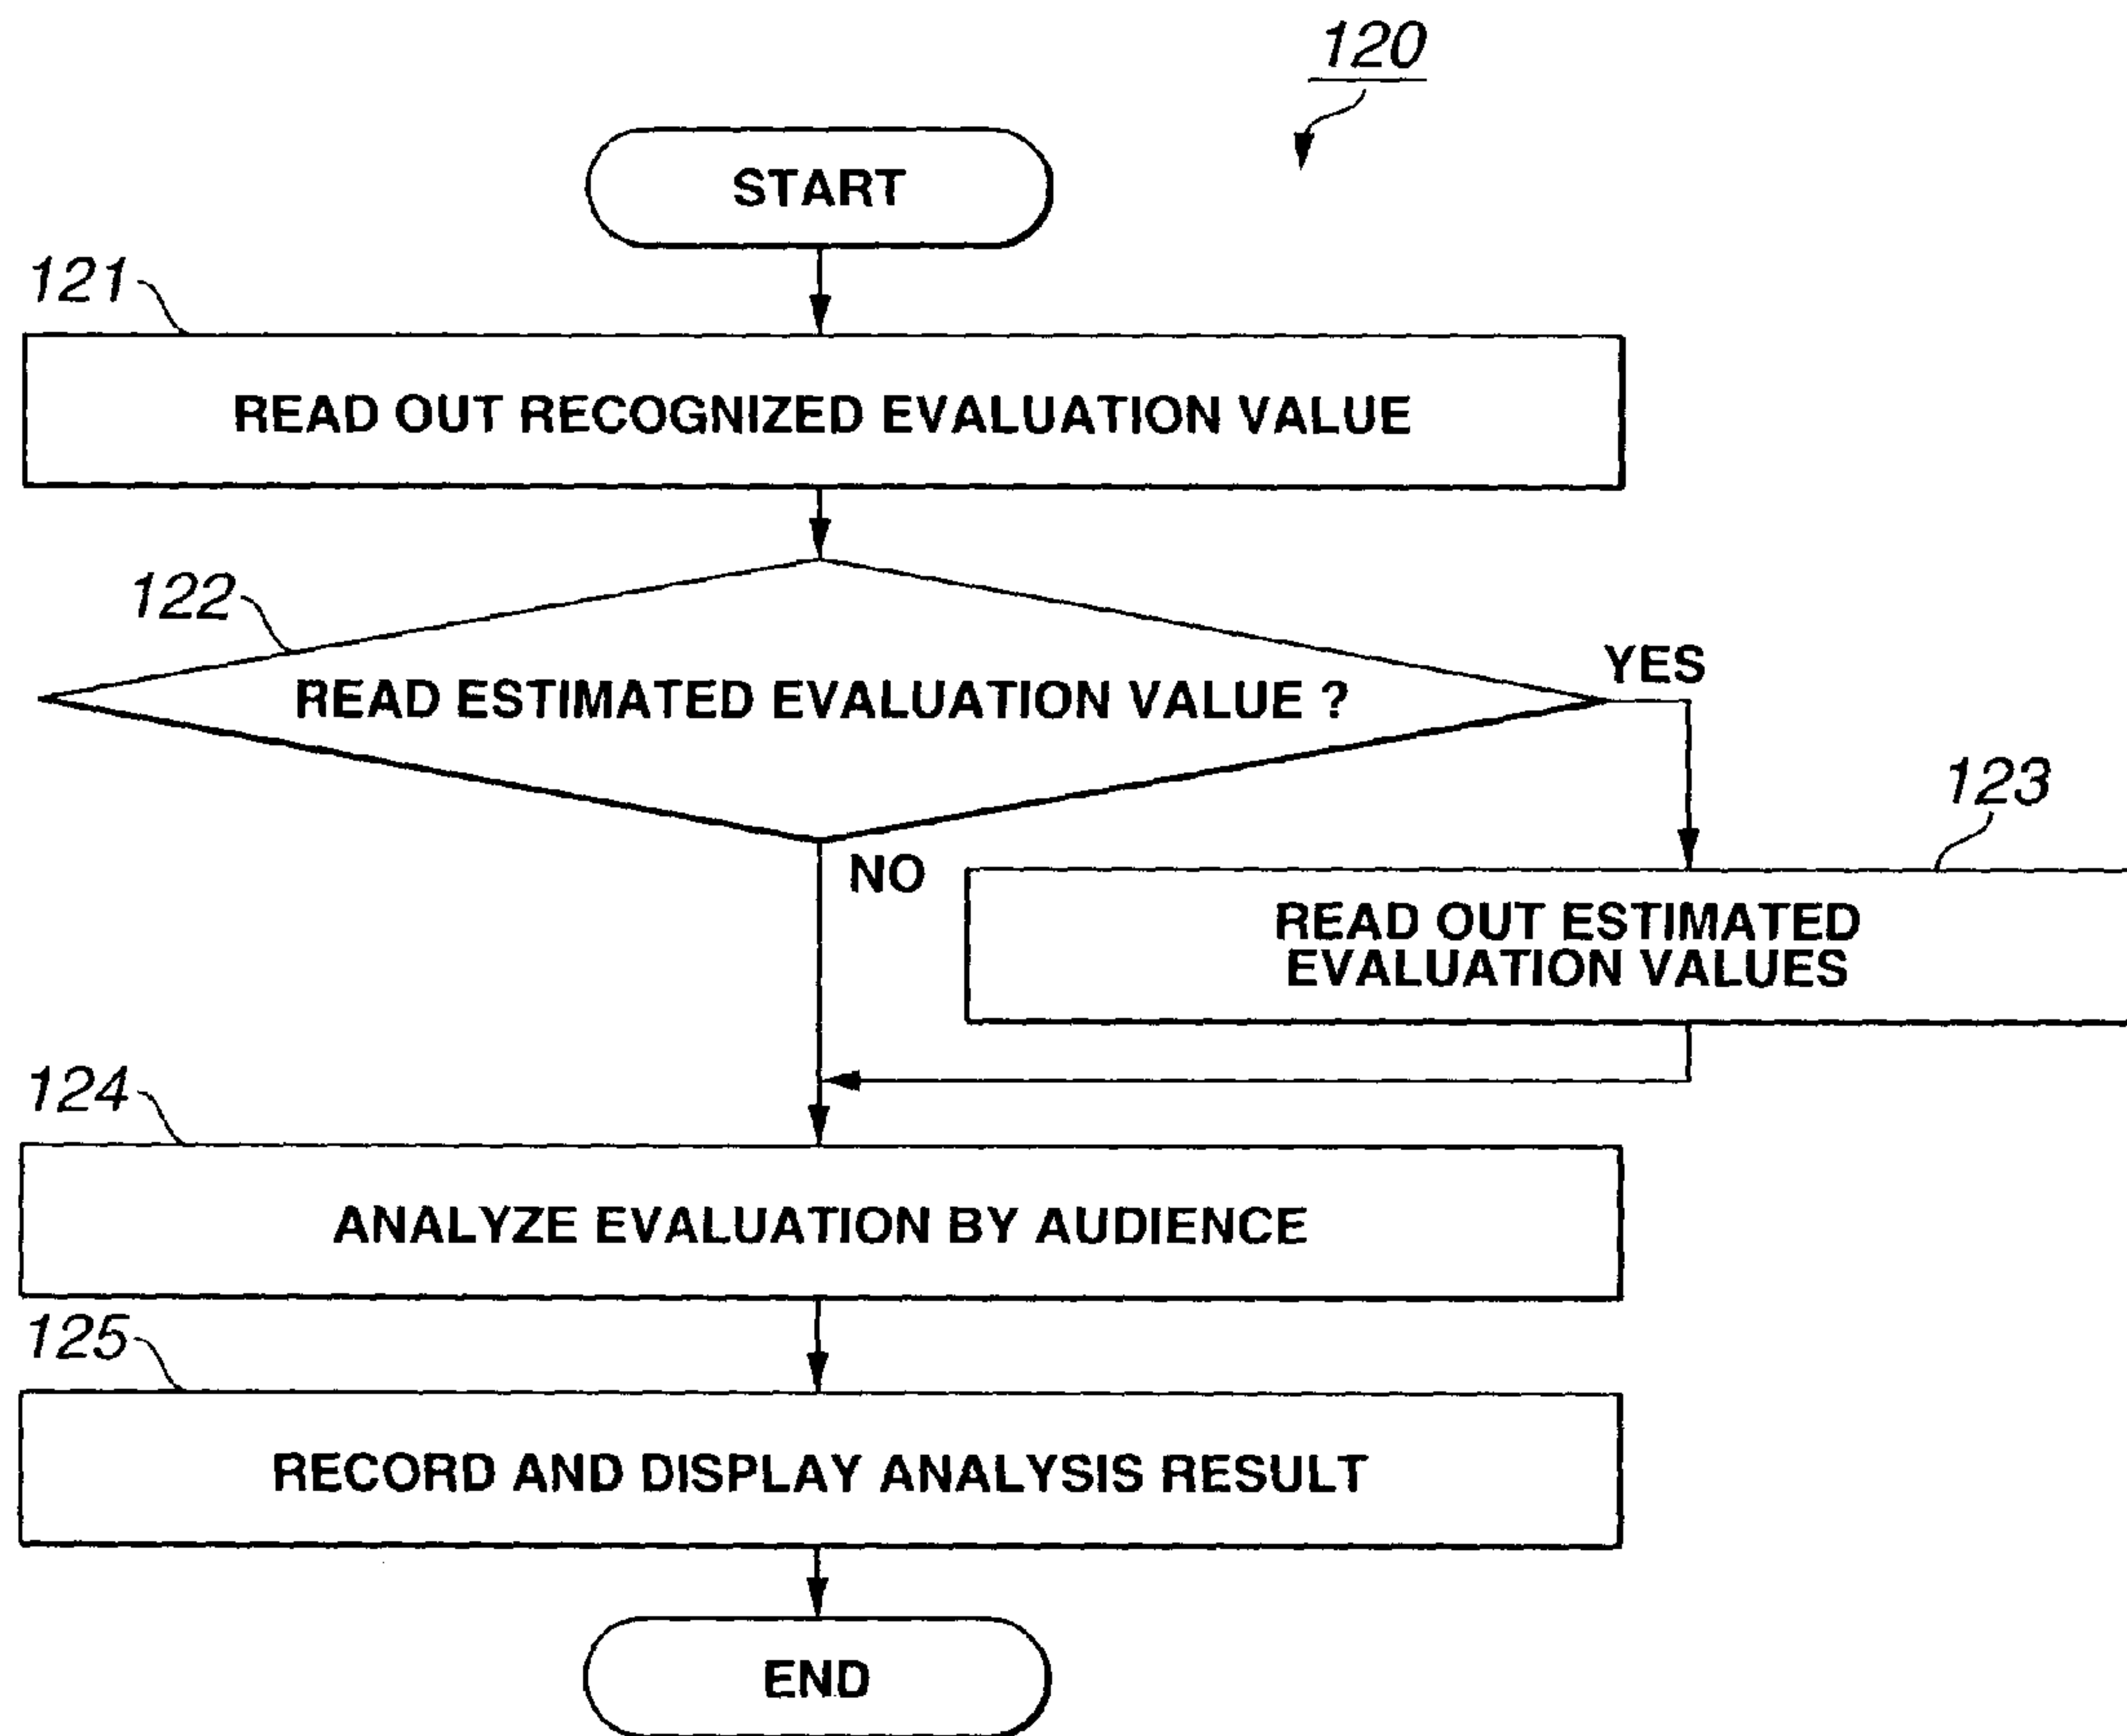 120
START
121
READ OUT RECOGNIZED EVALUATION VALUE
122
READ ESTIMATED EVALUATION VALUE ?
YES
123
NO
READ OUT ESTIMATED
EVALUATION VALUES
124
ANALYZE EVALUATION BY AUDIENCE
125
RECORD AND DISPLAY ANALYSIS RESULT
END